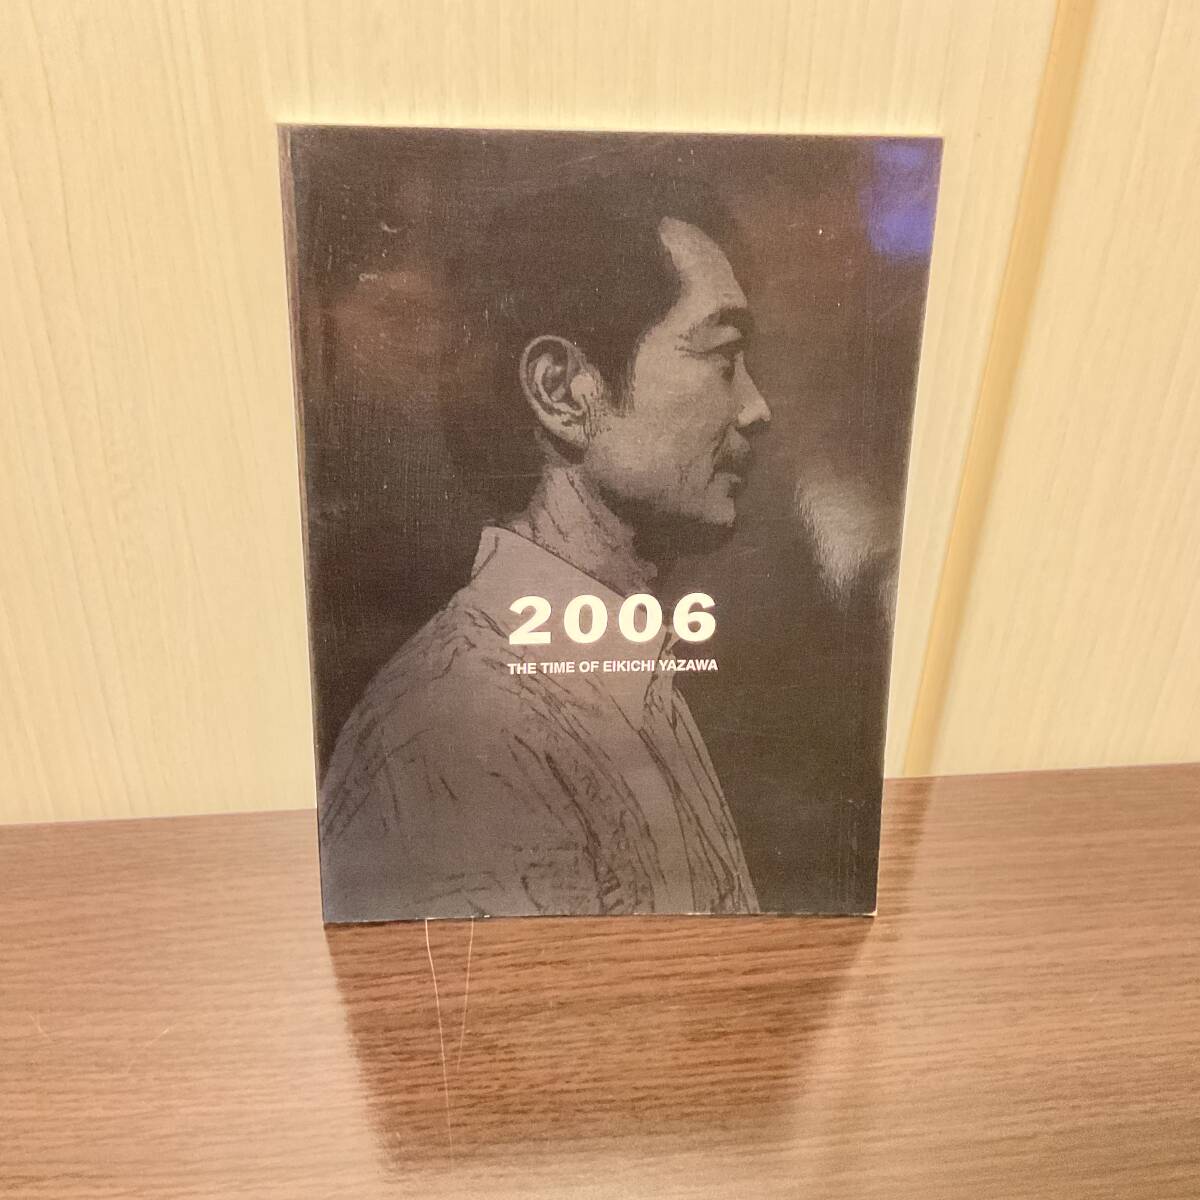 2006
THE TIME OF EIKICHI YAZAWA